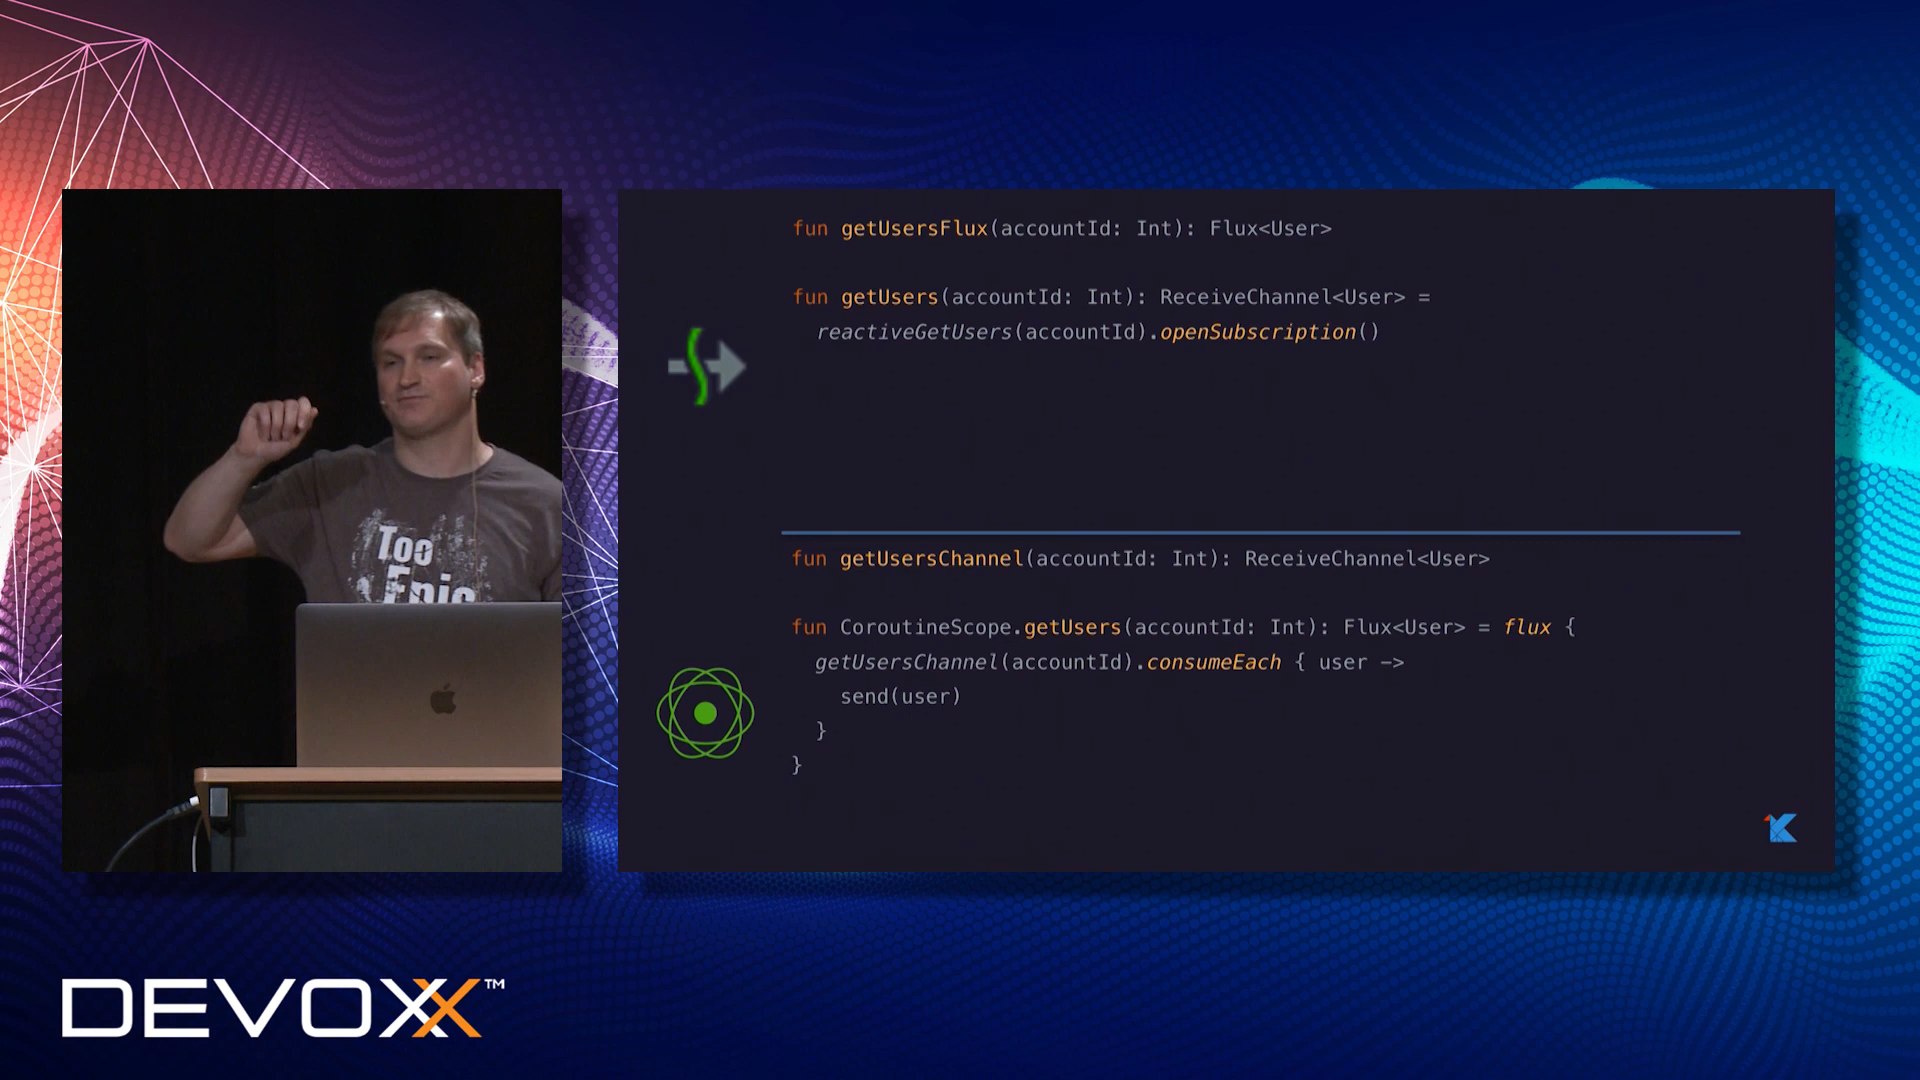 fun getUsersFlux(accountId: Int): Flux<User>
fun getUsers(accountId: Int): ReceiveChannel<User> =
reactiveGetUsers(accountId).openSubscription()
fun getUsersChannel(accountId: Int): ReceiveChannel<User>
fun CoroutineScope.getUsers(accountId: Int): Flux<User> = flux {
getUsersChannel(accountId).consumeEach { user ->
send(user)
}
}
Too
Epic
DEVOXX™